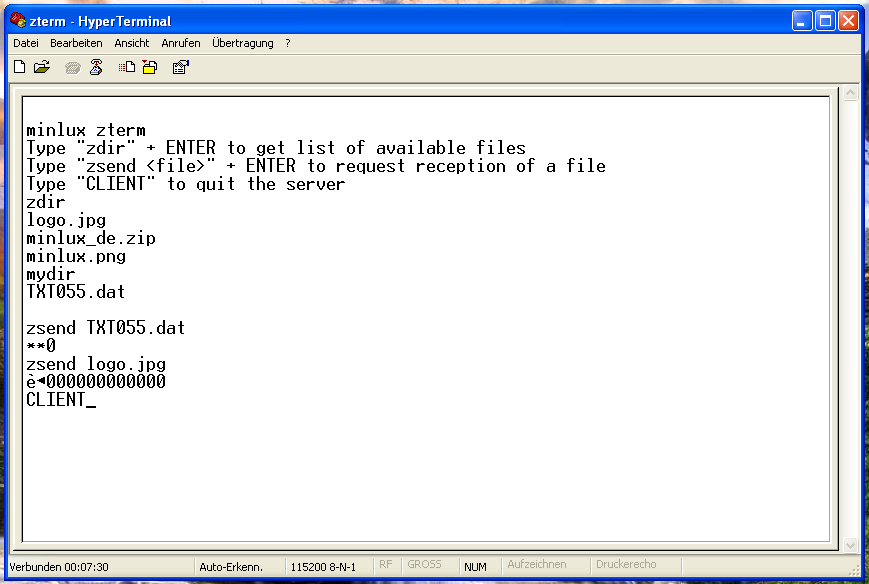 zterm - HyperTerminal
Datei Bearbeiten Ansicht Anrufen Übertragung ?
minlux zterm
Type "zdir" + ENTER to get list of available files
Type "zsend <file>" + ENTER to request reception of a file
Type "CLIENT" to quit the server
zdir
logo.jpg
minlux_de.zip
minlux.png
mydir
TXT055.dat
zsend TXT055.dat
**0
zsend logo.jpg
è◄000000000000
CLIENT_
Verbunden 00:07:30 Auto-Erkenn. 115200 8-N-1 RF GROSS NUM Aufzeichnen Druckerecho